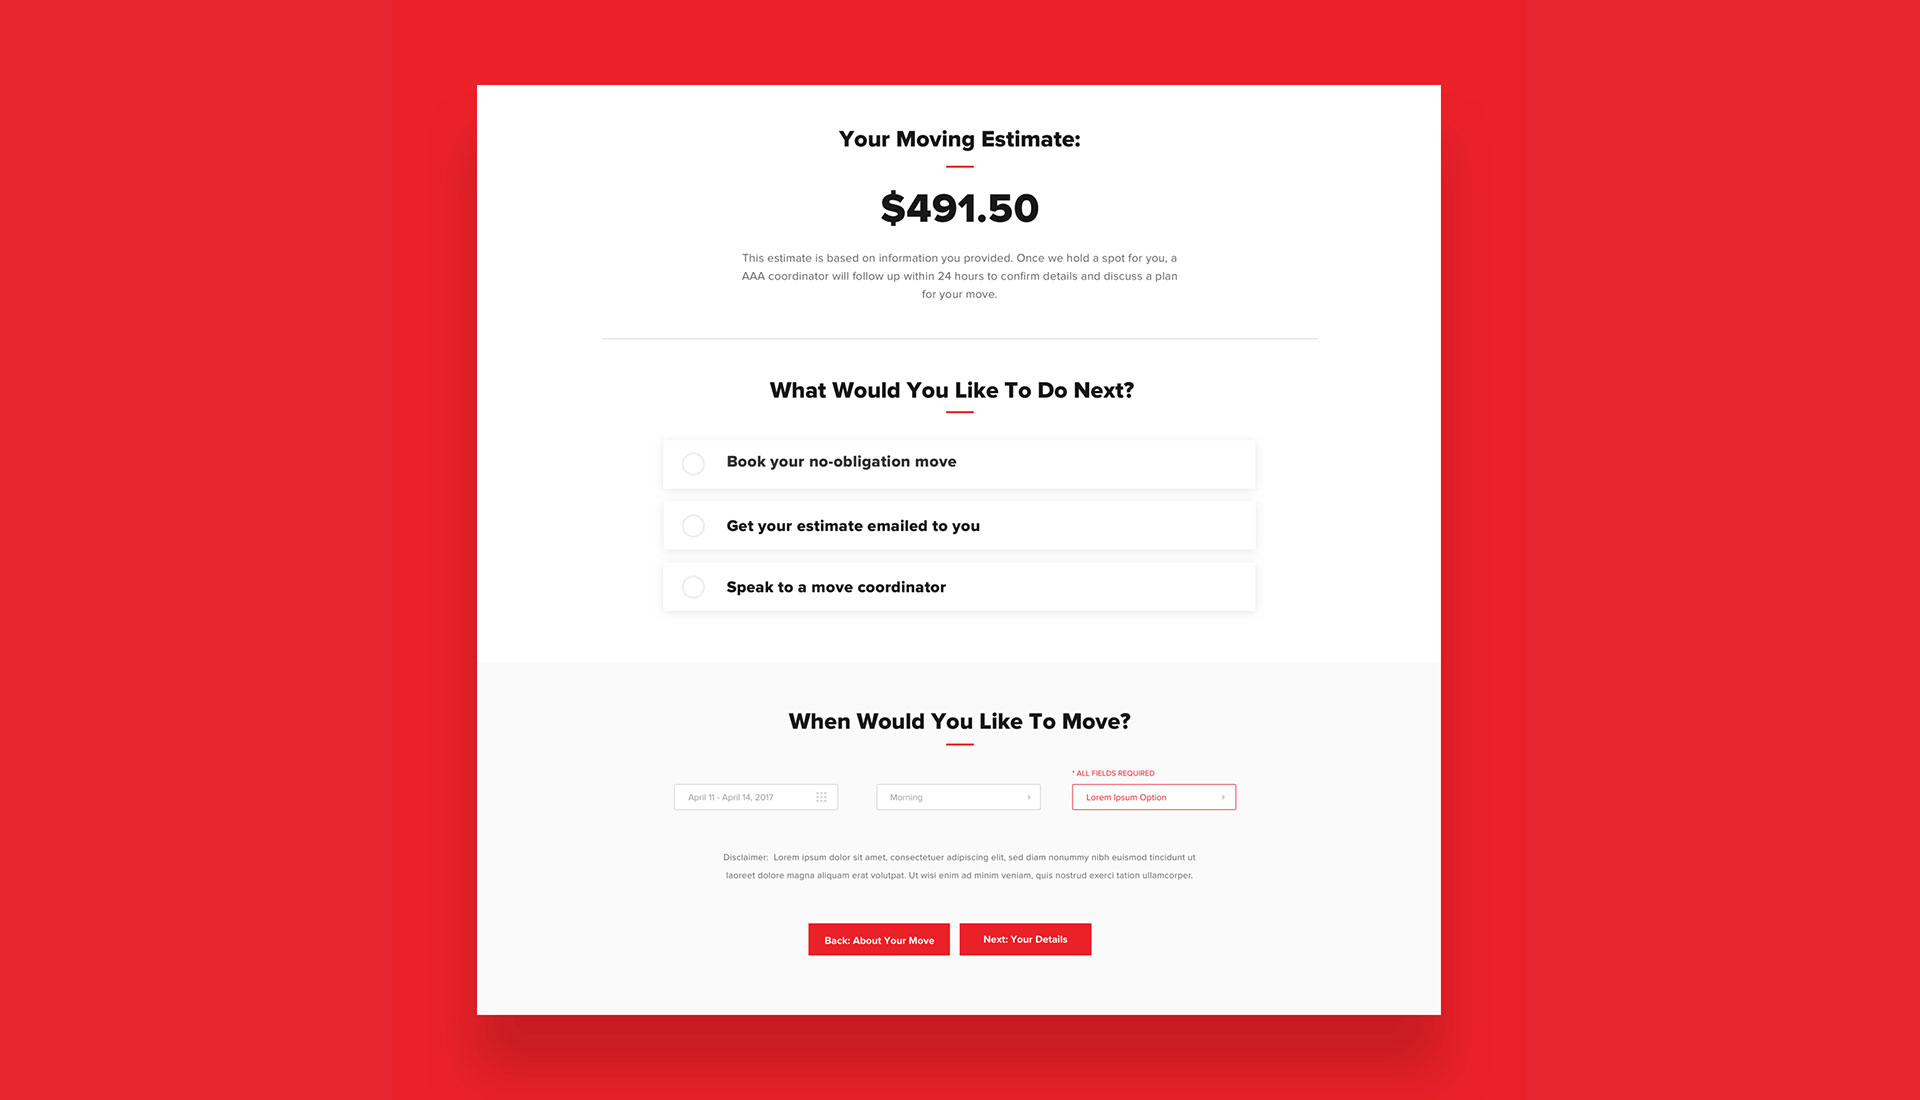 Your Moving Estimate:
$491.50
This estimate is based on information you provided. Once we hold a spot for you, a
AAA coordinator will follow up within 24 hours to confirm details and discuss a plan
for your move.
What Would You Like To Do Next?
Book your no-obligation move
Get your estimate emailed to you
Speak to a move coordinator
When Would You Like To Move?
* ALL FIELDS REQUIRED
April 11 - April 14, 2017
Morning
Lorem Ipsum Option
Disclaimer: Lorem ipsum dolor sit amet, consectetuer adipiscing elit, sed diam nonummy nibh euismod tincidunt ut
laoreet dolore magna aliquam erat volutpat. Ut wisi enim ad minim veniam, quis nostrud exerci tation ullamcorper.
Back: About Your Move
Next: Your Details